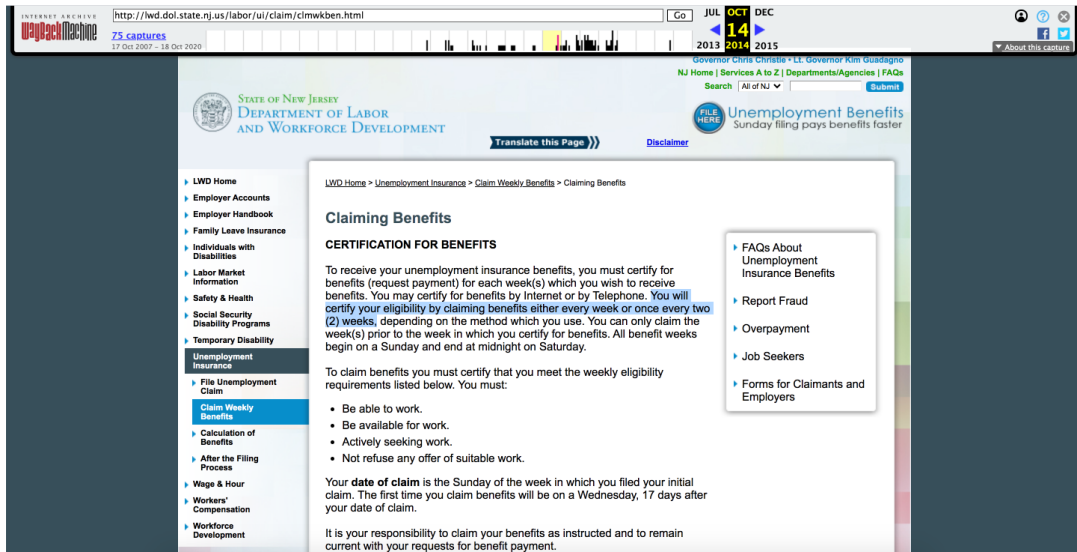 INTERNET ARCHIVE
WayBackMachine
http://lwd.dol.state.nj.us/labor/ui/claim/clmwkben.html
Go
JUL OCT DEC
75 captures
14
17 Oct 2007 – 18 Oct 2020
2013 2014 2015
About this capture
Governor Chris Christie • Lt. Governor Kim Guadagno
NJ Home | Services A to Z | Departments/Agencies | FAQs
Search All of NJ Submit
STATE OF NEW JERSEY
DEPARTMENT OF LABOR
AND WORKFORCE DEVELOPMENT
FILE HERE
Unemployment Benefits
Sunday filing pays benefits faster
Translate this Page
Disclaimer
LWD Home
Employer Accounts
Employer Handbook
Family Leave Insurance
Individuals with
Disabilities
Labor Market
Information
Safety & Health
Social Security
Disability Programs
Temporary Disability
Unemployment
Insurance
File Unemployment
Claim
Claim Weekly
Benefits
Calculation of
Benefits
After the Filing
Process
Wage & Hour
Workers'
Compensation
Workforce
Development
LWD Home > Unemployment Insurance > Claim Weekly Benefits > Claiming Benefits
Claiming Benefits
CERTIFICATION FOR BENEFITS
To receive your unemployment insurance benefits, you must certify for
benefits (request payment) for each week(s) which you wish to receive
benefits. You may certify for benefits by Internet or by Telephone. You will
certify your eligibility by claiming benefits either every week or once every two
(2) weeks, depending on the method which you use. You can only claim the
week(s) prior to the week in which you certify for benefits. All benefit weeks
begin on a Sunday and end at midnight on Saturday.
To claim benefits you must certify that you meet the weekly eligibility
requirements listed below. You must:
• Be able to work.
• Be available for work.
• Actively seeking work.
• Not refuse any offer of suitable work.
Your date of claim is the Sunday of the week in which you filed your initial
claim. The first time you claim benefits will be on a Wednesday, 17 days after
your date of claim.
It is your responsibility to claim your benefits as instructed and to remain
current with your requests for benefit payment.
FAQs About
Unemployment
Insurance Benefits
Report Fraud
Overpayment
Job Seekers
Forms for Claimants and
Employers